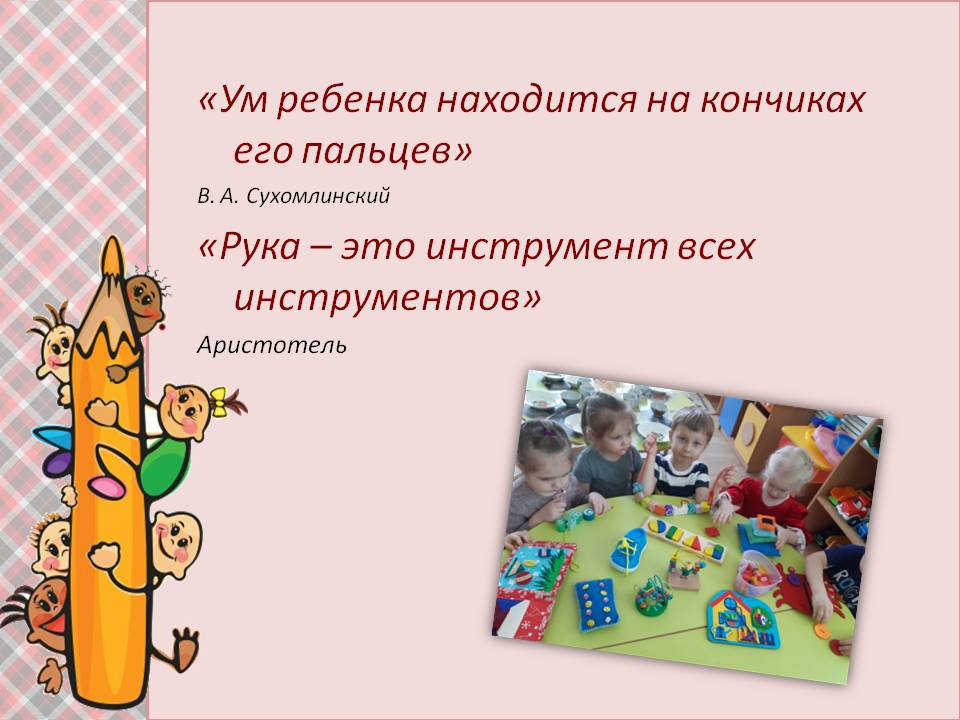 «Ум ребенка находится на кончиках
его пальцев»
В. А. Сухомлинский
«Рука – это инструмент всех
инструментов»
Аристотель